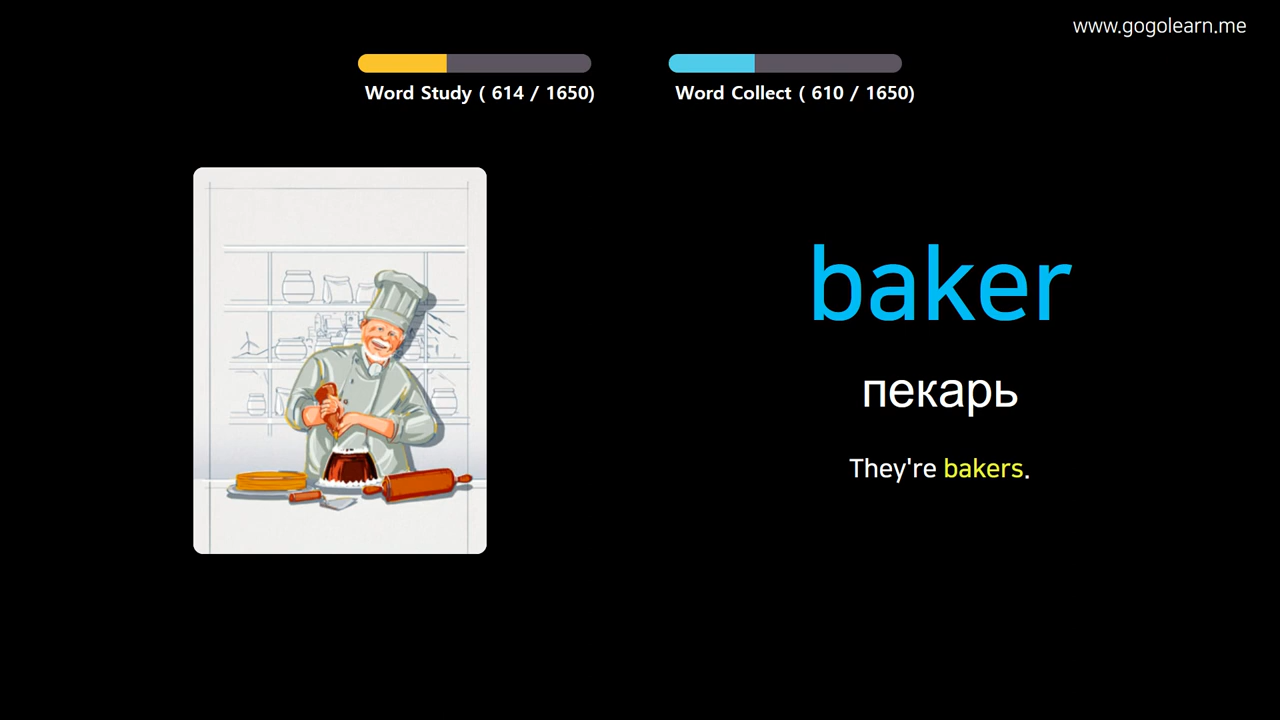 www.gogolearn.me
Word Study ( 614 / 1650)
Word Collect ( 610 / 1650)
baker
пекарь
They're bakers.